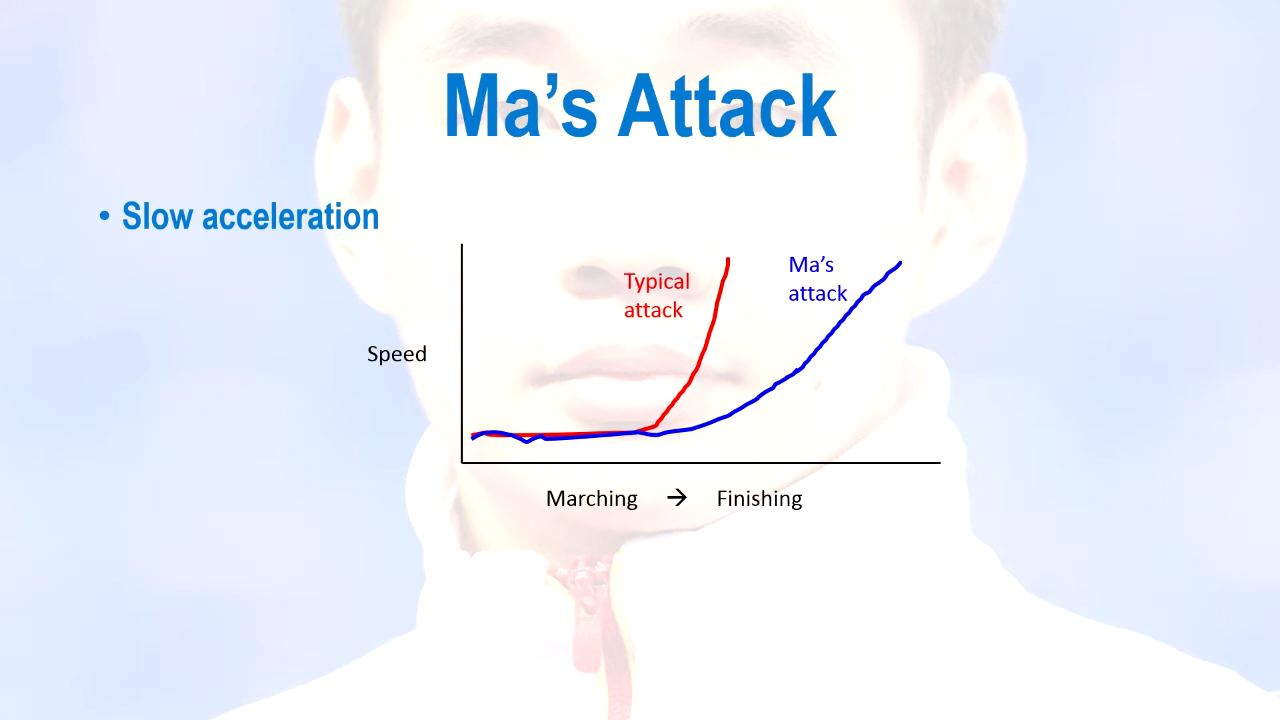 Ma’s Attack
• Slow acceleration
Typical
attack
Ma’s
attack
Speed
Marching → Finishing